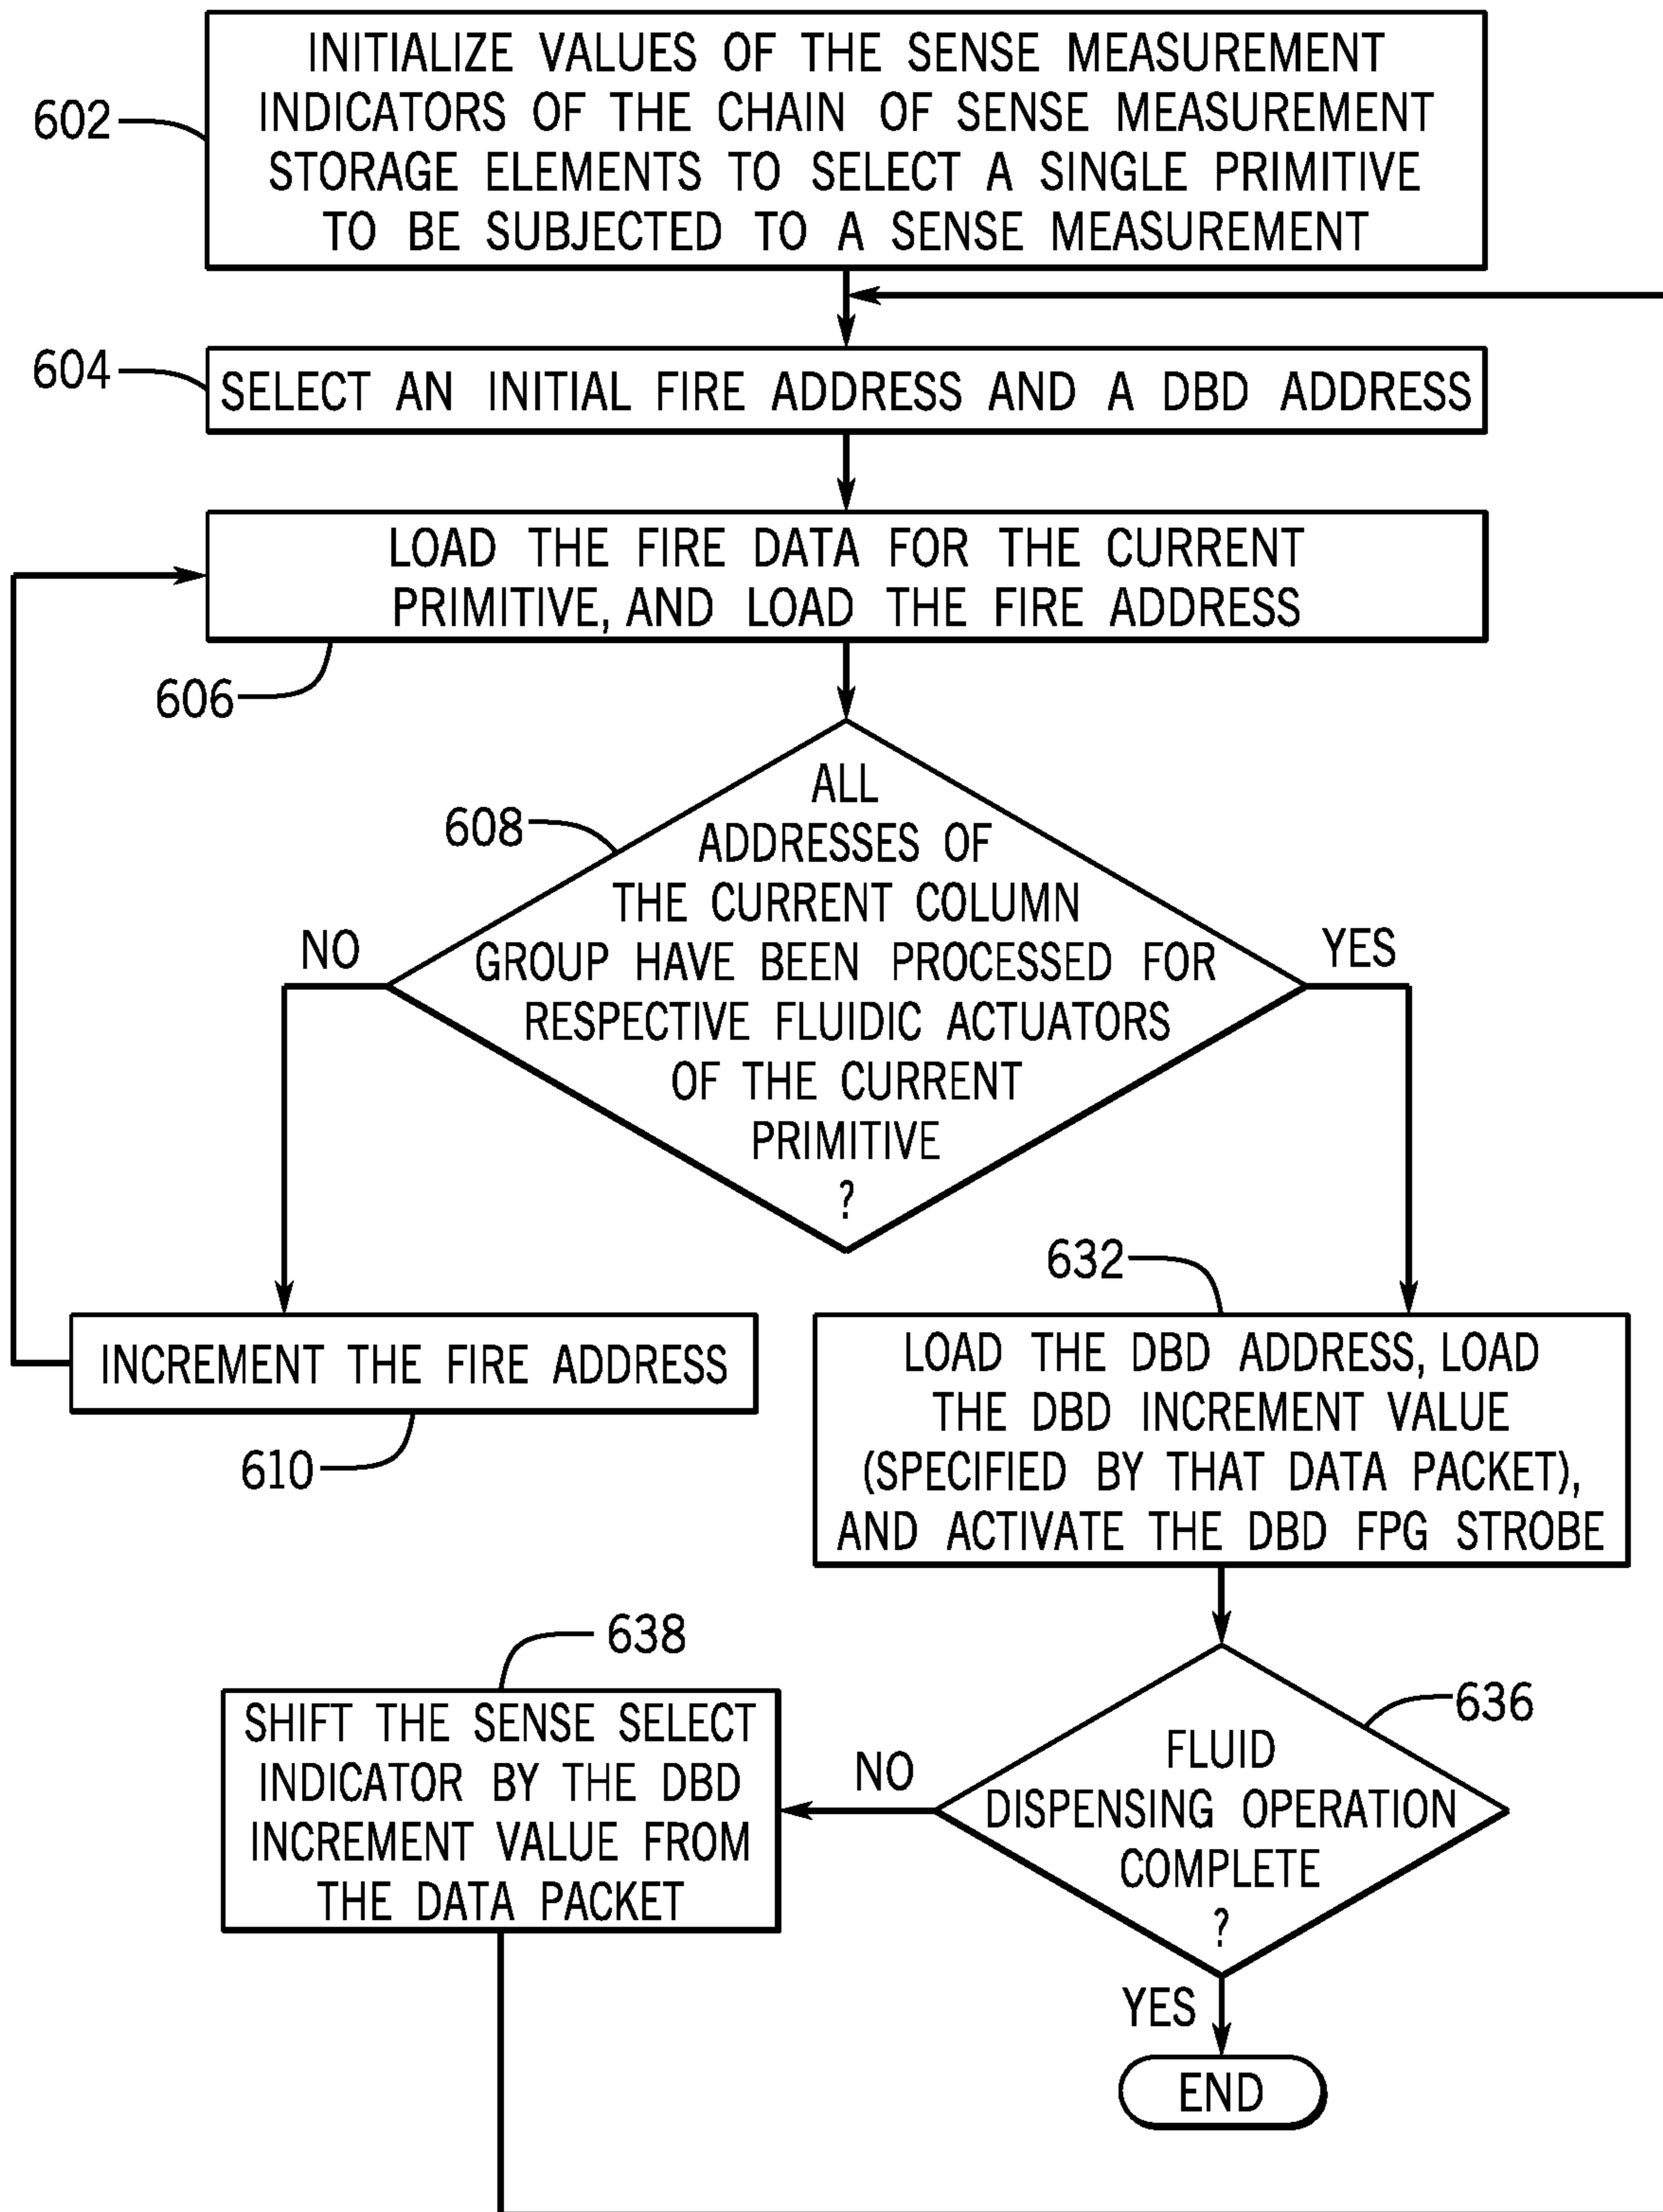 INITIALIZE VALUES OF THE SENSE MEASUREMENT
INDICATORS OF THE CHAIN OF SENSE MEASUREMENT
STORAGE ELEMENTS TO SELECT A SINGLE PRIMITIVE
TO BE SUBJECTED TO A SENSE MEASUREMENT
602
604
SELECT AN INITIAL FIRE ADDRESS AND A DBD ADDRESS
LOAD THE FIRE DATA FOR THE CURRENT
PRIMITIVE, AND LOAD THE FIRE ADDRESS
606
608
ALL
ADDRESSES OF
THE CURRENT COLUMN
GROUP HAVE BEEN PROCESSED FOR
RESPECTIVE FLUIDIC ACTUATORS
OF THE CURRENT
PRIMITIVE
?
NO
YES
INCREMENT THE FIRE ADDRESS
610
632
LOAD THE DBD ADDRESS, LOAD
THE DBD INCREMENT VALUE
(SPECIFIED BY THAT DATA PACKET),
AND ACTIVATE THE DBD FPG STROBE
636
FLUID
DISPENSING OPERATION
COMPLETE
?
NO
638
SHIFT THE SENSE SELECT
INDICATOR BY THE DBD
INCREMENT VALUE FROM
THE DATA PACKET
YES
END